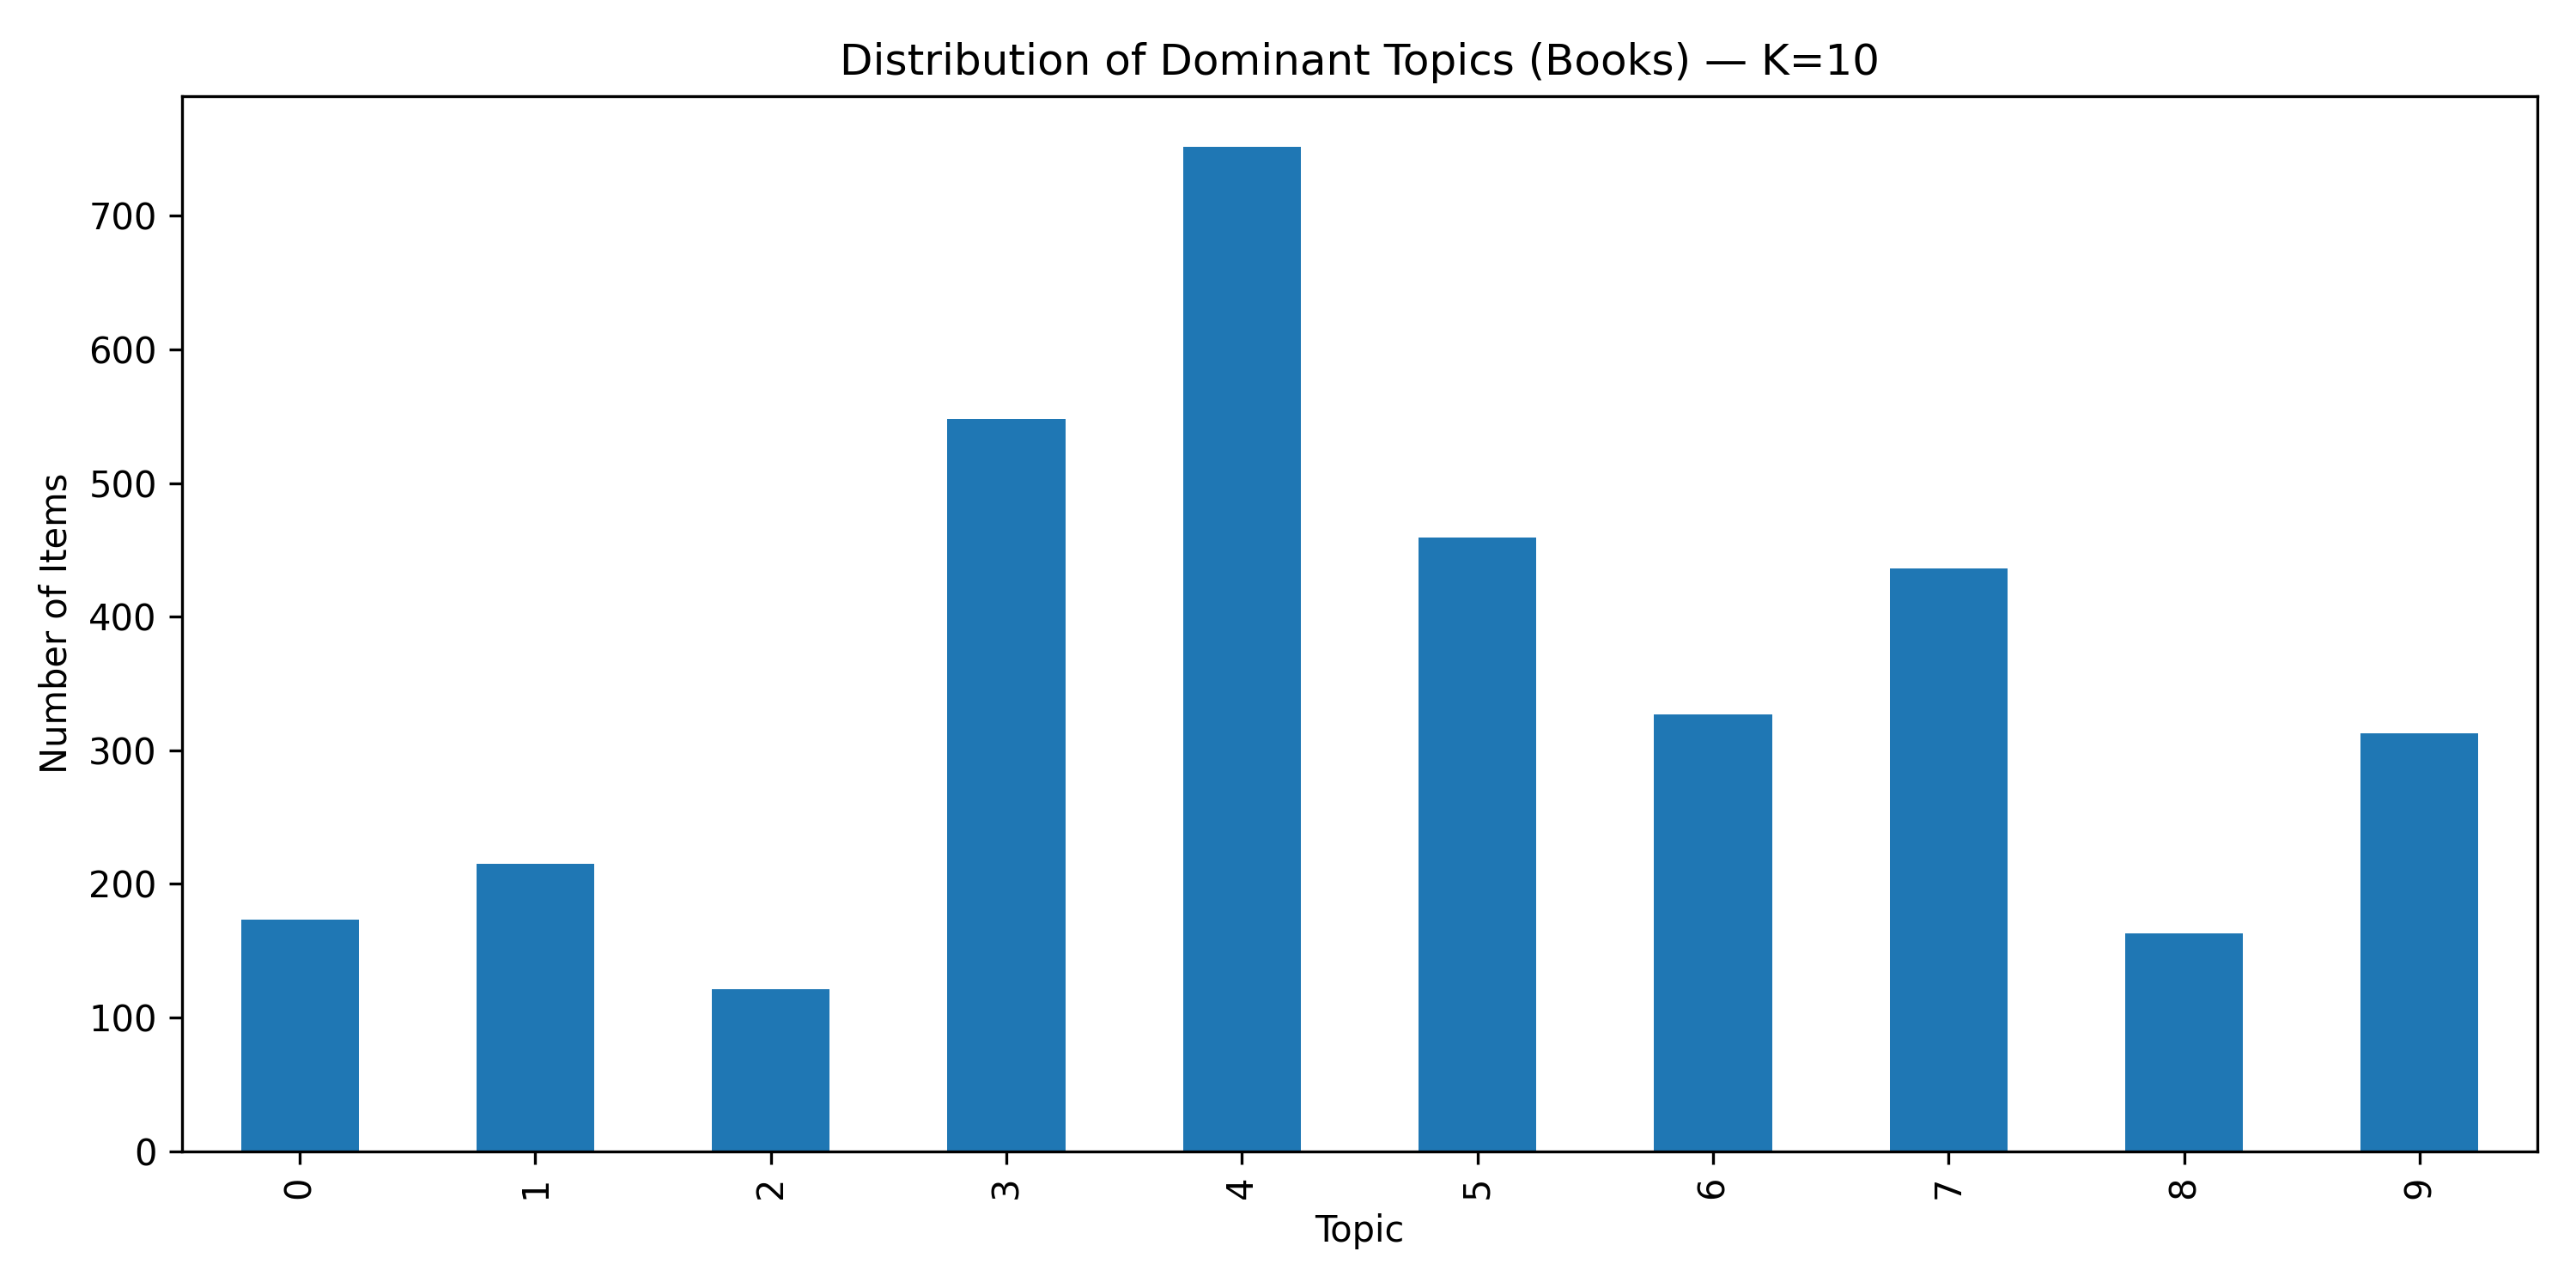 Distribution of Dominant Topics (Books) — K=10
Number of Items
700
600
500
400
300
200
100
0
0 1 2 3 4 5 6 7 8 9
Topic